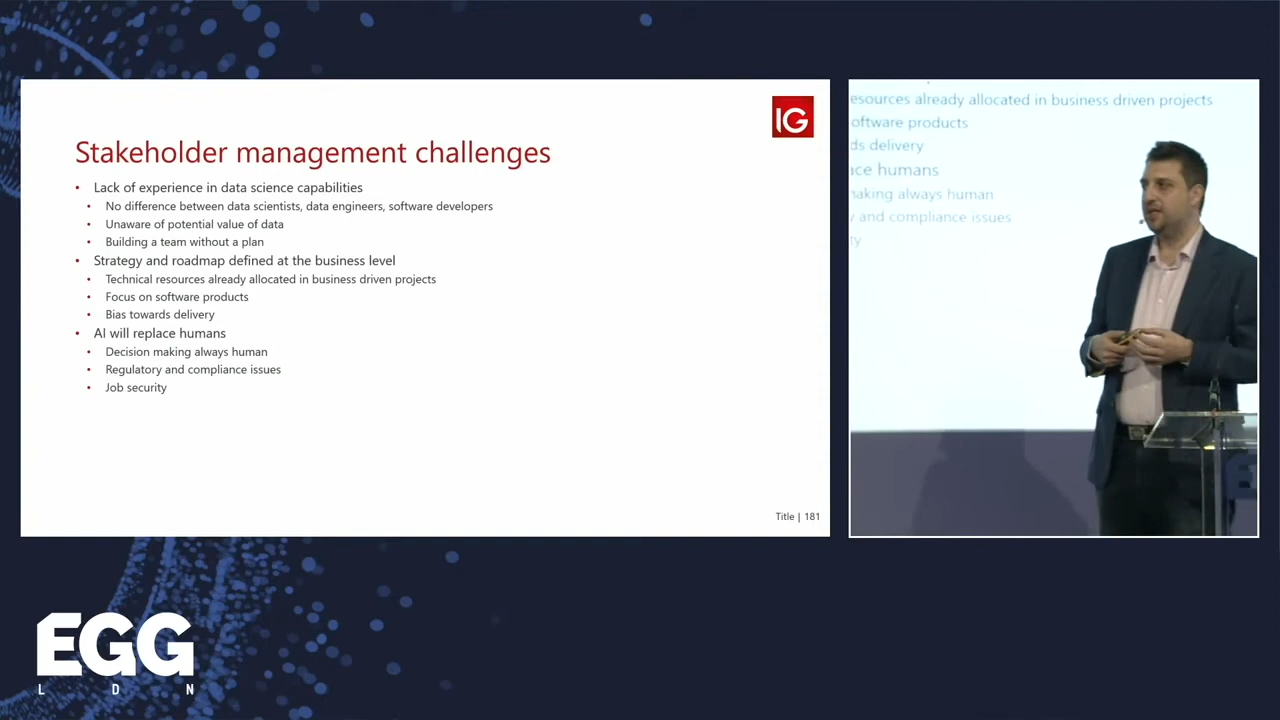 IG
Stakeholder management challenges
• Lack of experience in data science capabilities
• No difference between data scientists, data engineers, software developers
• Unaware of potential value of data
• Building a team without a plan
• Strategy and roadmap defined at the business level
• Technical resources already allocated in business driven projects
• Focus on software products
• Bias towards delivery
• AI will replace humans
• Decision making always human
• Regulatory and compliance issues
• Job security
Title | 181
esources already allocated in business driven projects
oftware products
ds delivery
ace humans
making always human
y and compliance issues
ty
EGG
L D N